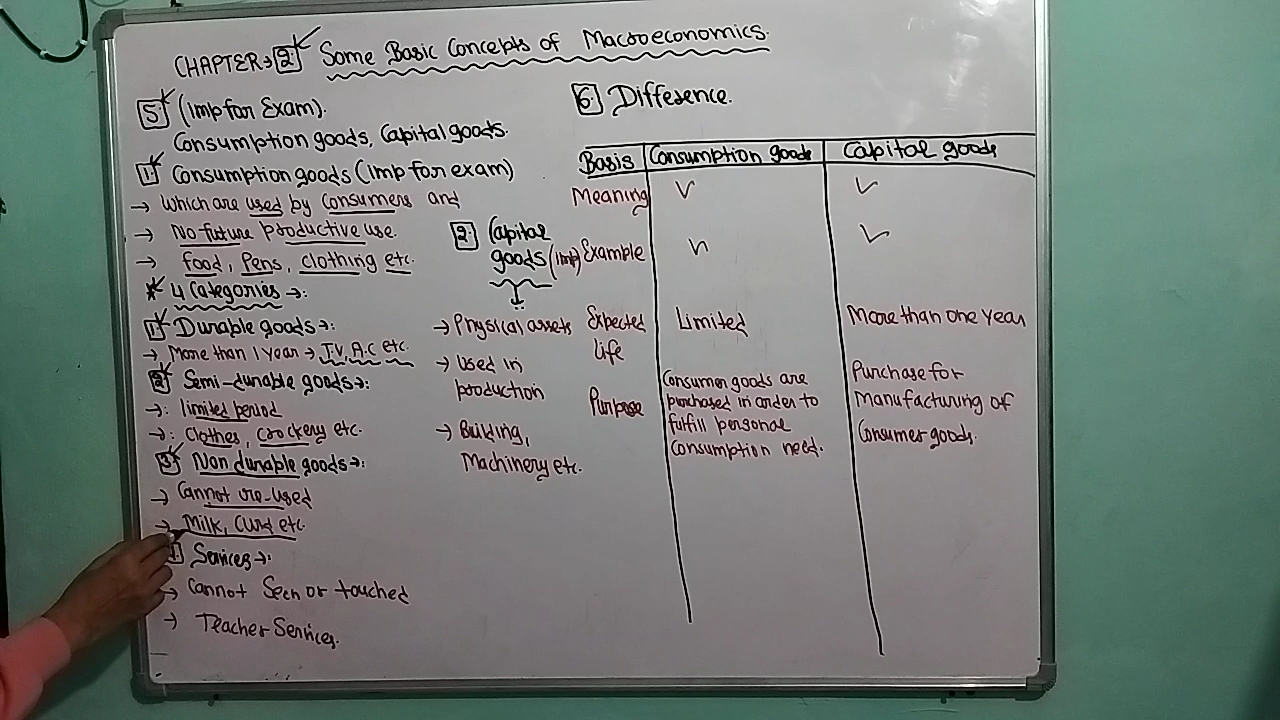 CHAPTER→ 2 Some Basic Concepts of Macroeconomics.
5 (Imp for Exam).
Consumption goods, Capital goods.
1 Consumption goods (Imp for exam)
→ Which are used by Consumers and
→ No future productive use.
→ food, Pens, clothing etc.
* 4 Categories →:
1 Durable goods →:
→ More than 1 year → TV, A.C etc.
2 Semi-durable goods →:
→: limited period
→: Clothes, Crockery etc.
3 Non durable goods →:
→ Cannot re-used
→ Milk, Curd etc.
Services →:
→ Cannot Seen or touched
→ Teacher Services.
2 Capital
goods (imp)
→ Physical assets
→ Used in
production
→ Building,
Machinery etc.
6 Difference.
Basis Consumption goods Capital goods
Meaning ✓ ✓
Example ✓ ✓
Expected life Limited More than one year
Purpose
Consumer goods are
purchased in order to
fulfill personal
consumption need.
Purchase for
manufacturing of
Consumer goods.